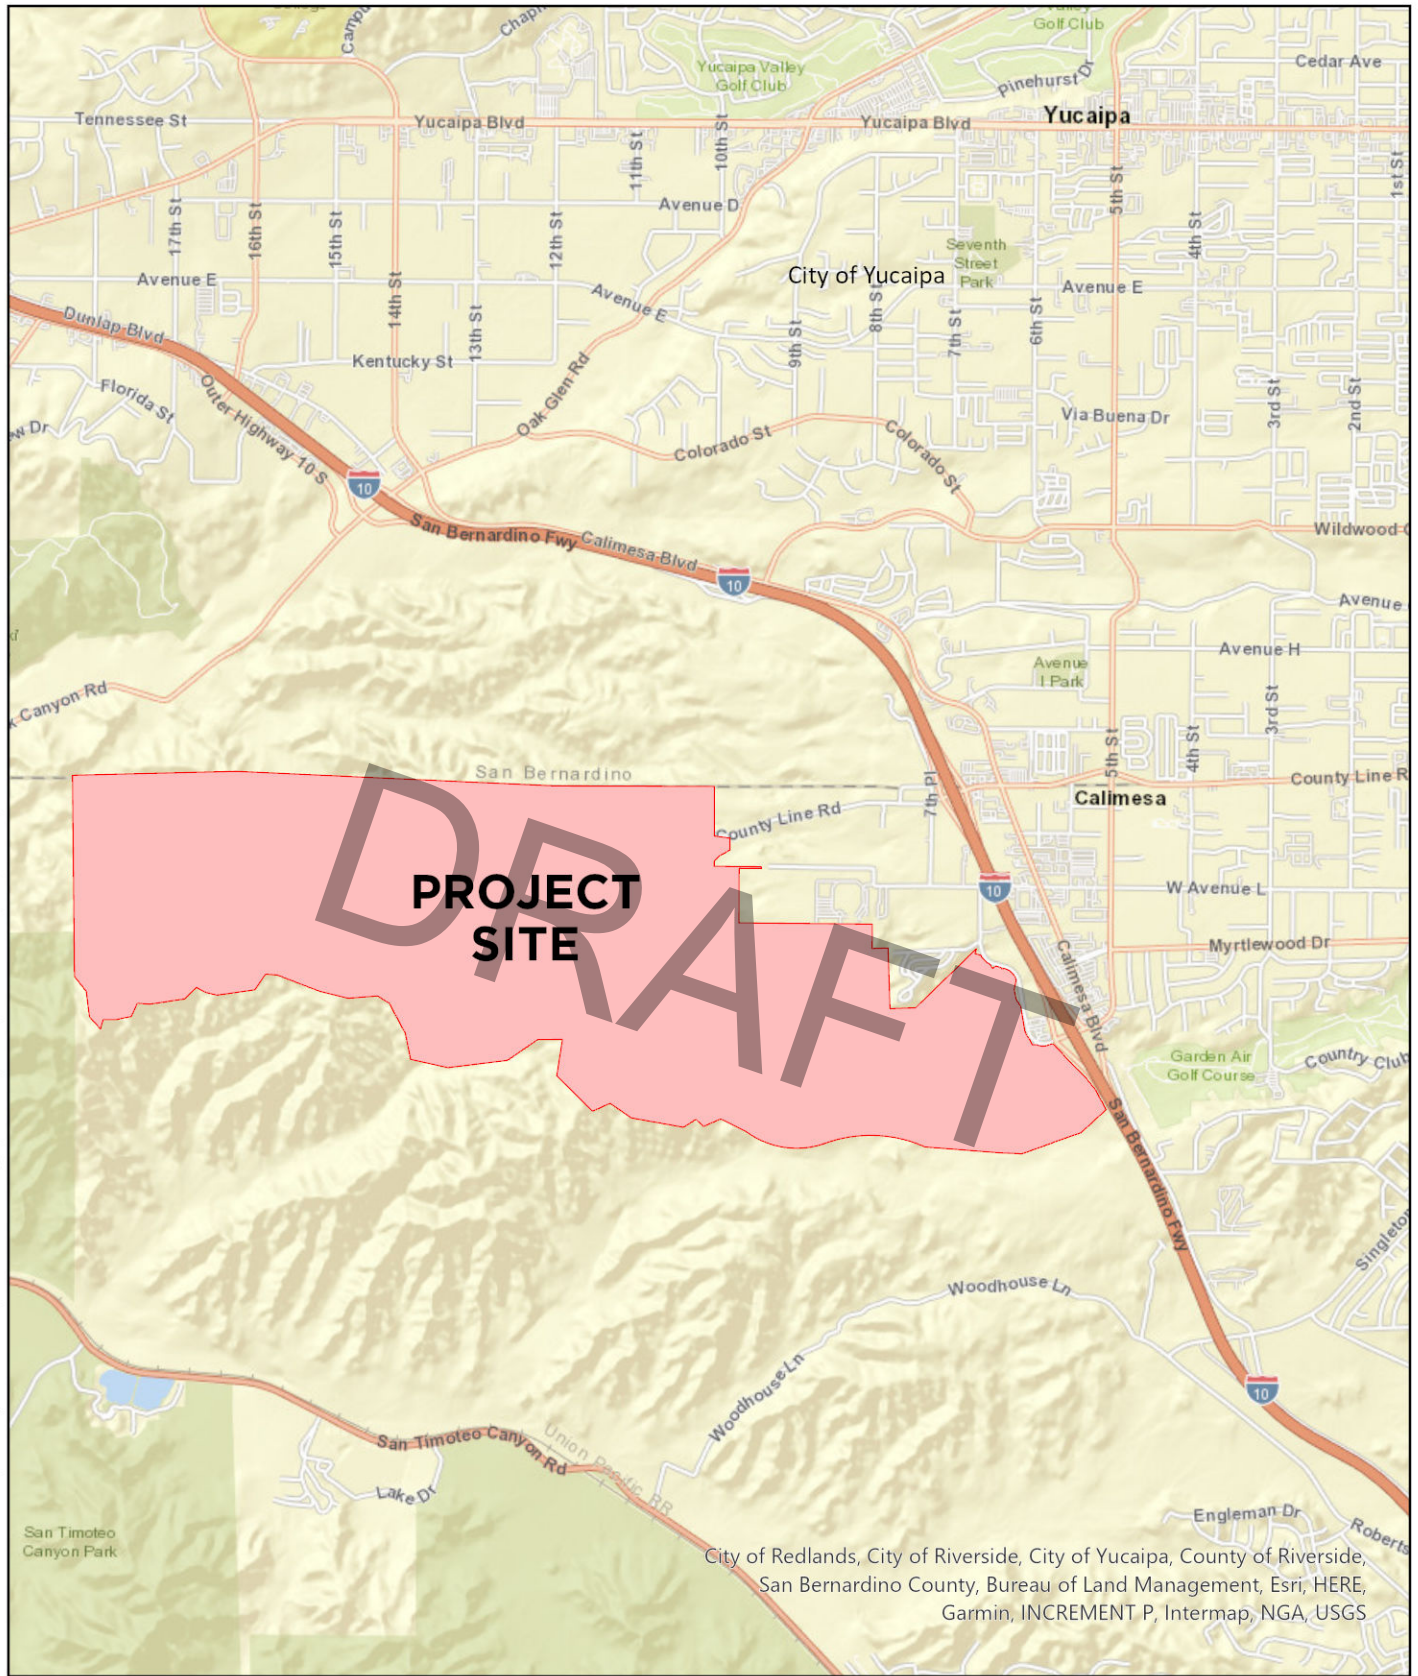 Valley
Golf Club
Cedar Ave
Yucaipa Valley
Golf Club
Pinehurst Dr
Tennessee St
Yucaipa Blvd
Yucaipa Blvd
Yucaipa
11th St
10th St
5th St
1st St
17th St
16th St
15th St
12th St
Avenue D
4th St
Seventh
Street
Park
City of Yucaipa
Avenue E
Avenue E
Avenue E
14th St
13th St
9th St
8th St
7th St
6th St
Dunlap Blvd
Kentucky St
Florida St
Outer Highway 10 S
Oak Glen Rd
Via Buena Dr
3rd St
2nd St
Colorado St
Colorado St
10
San Bernardino Fwy
Calimesa Blvd
10
Wildwood
Avenue
Avenue H
Avenue
I Park
Canyon Rd
3rd St
5th St
4th St
San Bernardino
7th Pl
County Line R
Calimesa
County Line Rd
DRAFT
PROJECT
SITE
10
W Avenue L
Myrtlewood Dr
Calimesa Blvd
Garden Air
Golf Course
Country Club
San Bernardino Fwy
Singleton
Woodhouse Ln
Woodhouse Ln
10
San Timoteo Canyon Rd
Union Pacific RR
Lake Dr
Engleman Dr
Roberts
San Timoteo
Canyon Park
City of Redlands, City of Riverside, City of Yucaipa, County of Riverside,
San Bernardino County, Bureau of Land Management, Esri, HERE,
Garmin, INCREMENT P, Intermap, NGA, USGS